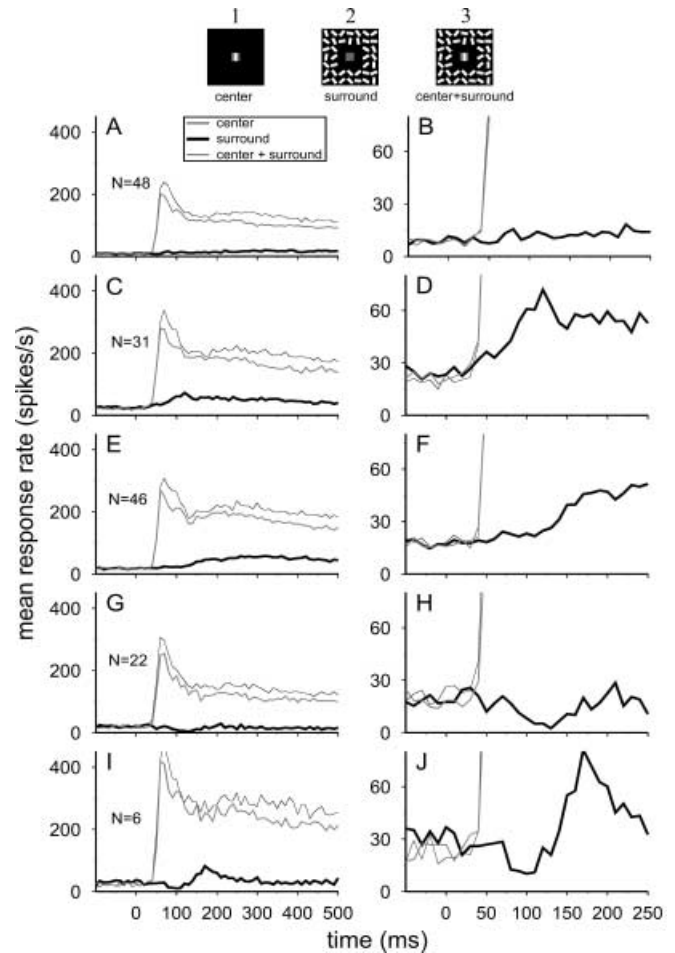 1 2 3
center surround center+surround
A B
center
surround
center + surround
N=48
400
200
0
60
30
0
C D
N=31
400
200
0
60
30
0
E F
N=46
400
200
0
60
30
0
G H
N=22
400
200
0
60
30
0
I J
N=6
400
200
0
60
30
0
0 100 200 300 400 500
0 50 100 150 200 250
time (ms)
mean response rate (spikes/s)